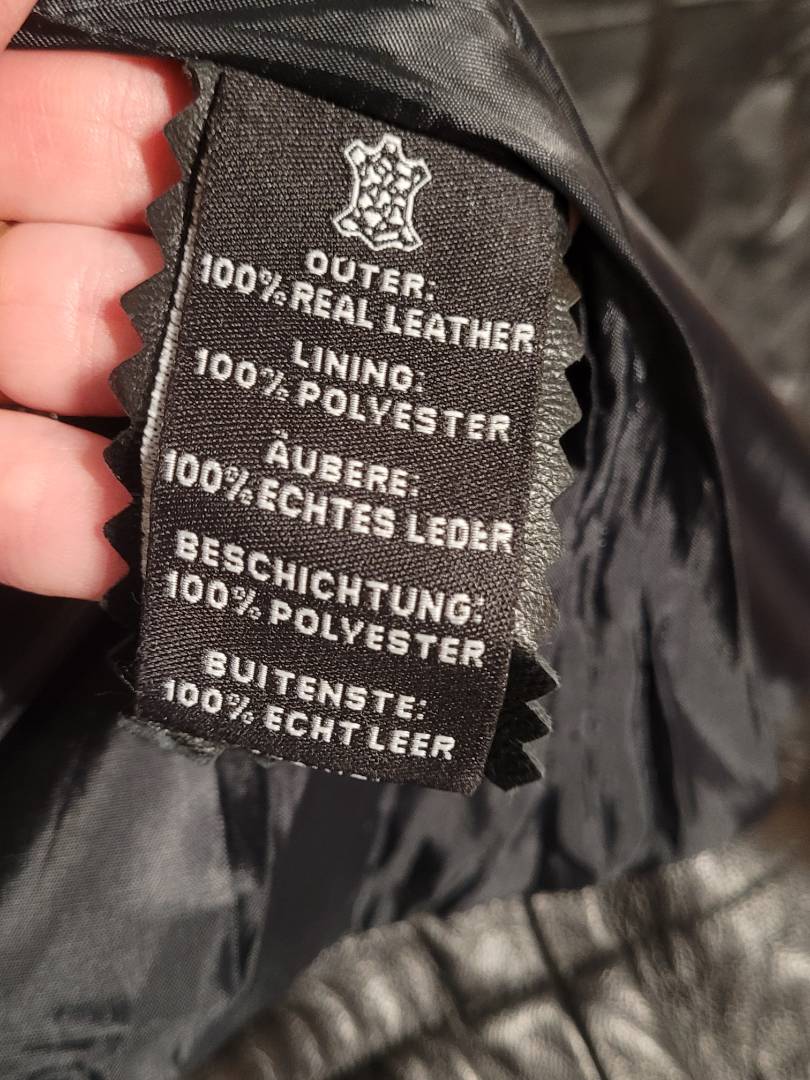 OUTER:
100% REAL LEATHER
LINING:
100% POLYESTER
ÄUBERE:
100% ECHTES LEDER
BESCHICHTUNG:
100% POLYESTER
BUITENSTE:
100% ECHT LEER